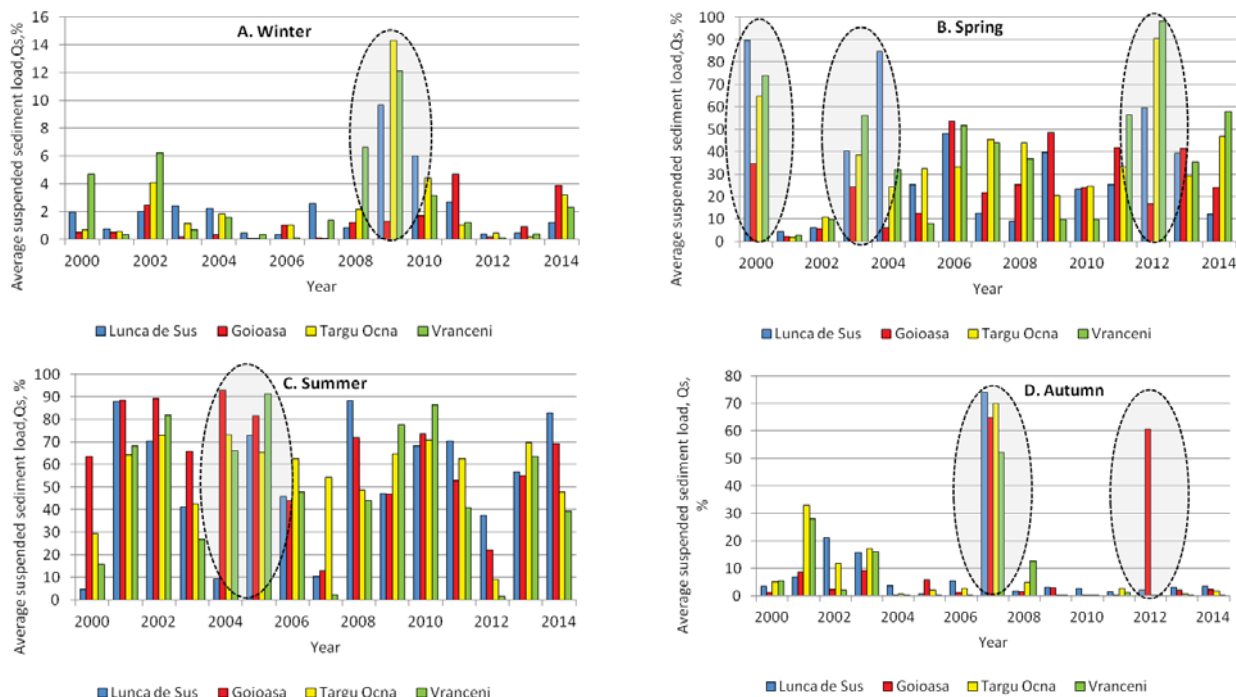 A. Winter
Average suspended sediment load,Qs,%
16
14
12
10
8
6
4
2
0
2000 2002 2004 2006 2008 2010 2012 2014
Year
Lunca de Sus Goioasa Targu Ocna Vranceni
B. Spring
Average suspended sediment load,Qs, %
100
90
80
70
60
50
40
30
20
10
0
2000 2002 2004 2006 2008 2010 2012 2014
Year
Lunca de Sus Goioasa Targu Ocna Vranceni
C. Summer
Average suspended sediment load,Qs, %
100
90
80
70
60
50
40
30
20
10
0
2000 2002 2004 2006 2008 2010 2012 2014
Year
Lunca de Sus Goioasa Targu Ocna Vranceni
D. Autumn
Average suspended sediment load, Qs,
%
80
70
60
50
40
30
20
10
0
2000 2002 2004 2006 2008 2010 2012 2014
Year
Lunca de Sus Goioasa Targu Ocna Vranceni